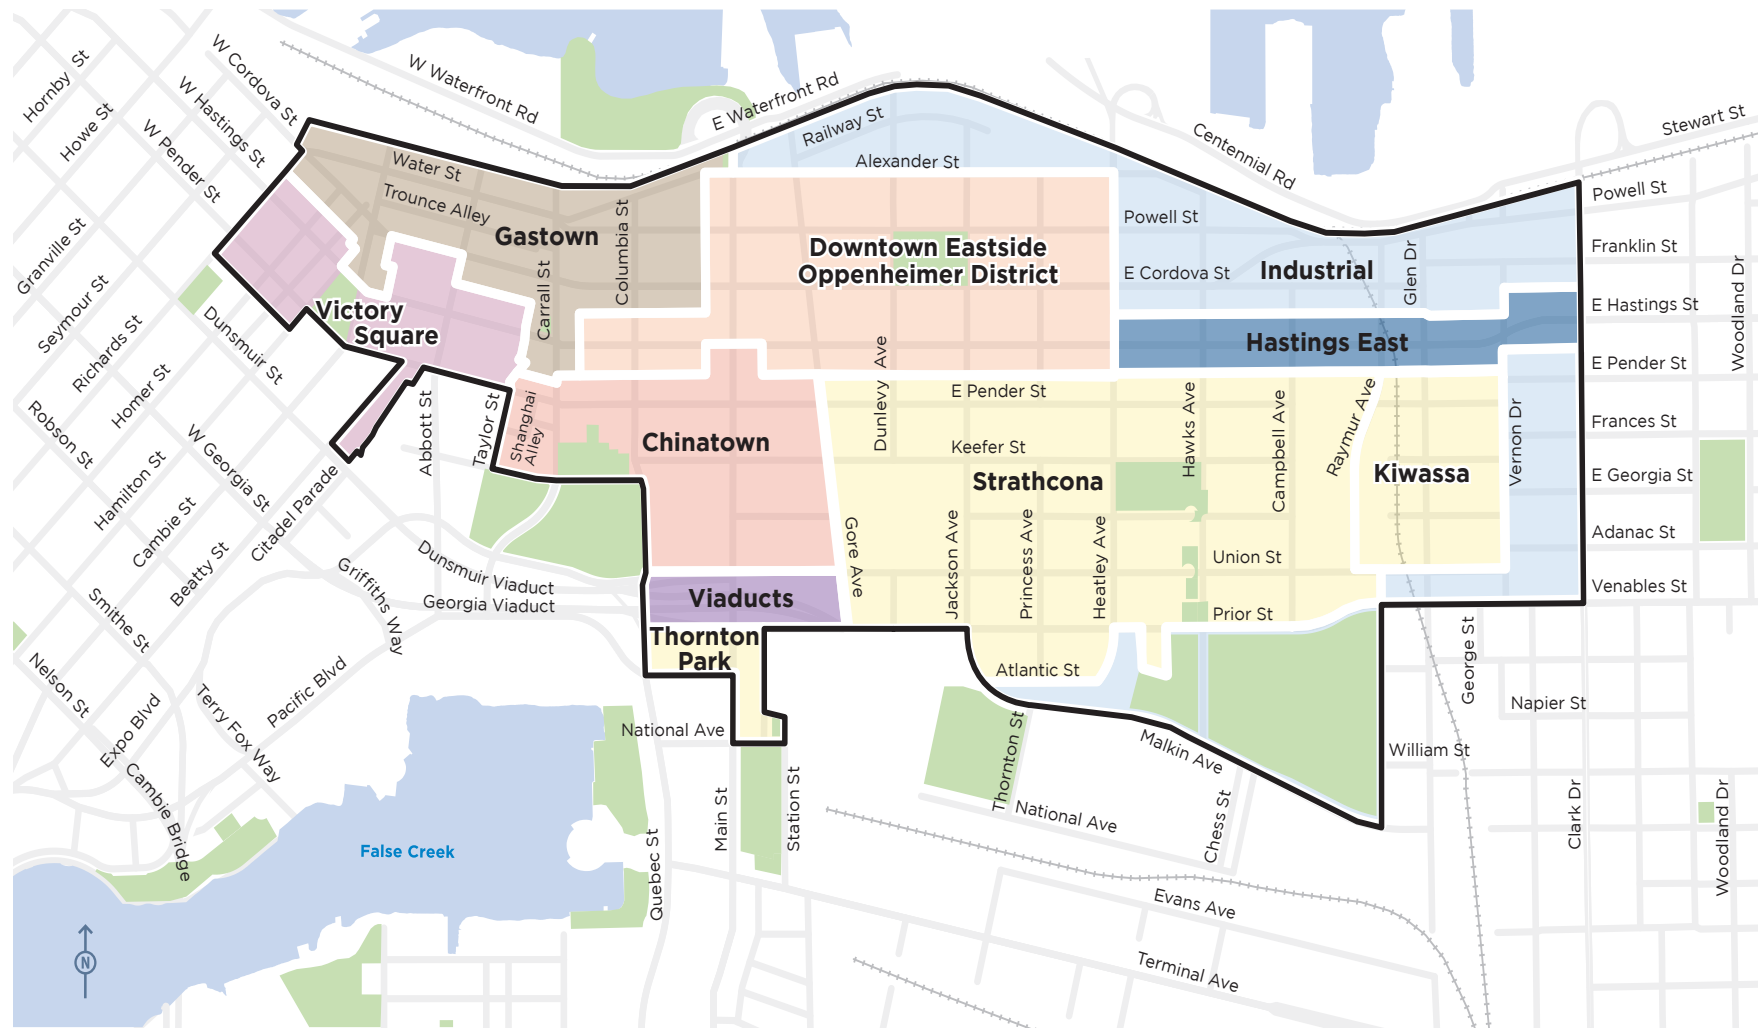 Hornby St
Howe St
W Cordova St
W Hastings St
W Pender St
W Waterfront Rd
E Waterfront Rd
Railway St
Alexander St
Centennial Rd
Stewart St
Powell St
Powell St
Water St
Trounce Alley
Gastown
Columbia St
Carrall St
Downtown Eastside
Oppenheimer District
E Cordova St
Industrial
Glen Dr
Franklin St
E Hastings St
Woodland Dr
Granville St
Seymour St
Richards St
Homer St
Hamilton St
Cambie St
Beatty St
Victory
Square
Dunsmuir St
Robson St
W Georgia St
Citadel Parade
Abbott St
Taylor St
Shanghai
Alley
Chinatown
Dunlevy Ave
Hastings East
E Pender St
E Pender St
Keefer St
Strathcona
Hawks Ave
Campbell Ave
Raymur Ave
Kiwassa
Vernon Dr
Frances St
E Georgia St
Adanac St
Venables St
Gore Ave
Jackson Ave
Princess Ave
Heatley Ave
Union St
Prior St
Atlantic St
Dunsmuir Viaduct
Georgia Viaduct
Viaducts
Thornton
Park
Griffiths Way
Smithe St
Nelson St
Expo Blvd
Pacific Blvd
Terry Fox Way
Cambie Bridge
National Ave
Main St
Station St
Quebec St
False Creek
Thornton St
National Ave
Malkin Ave
Chess St
George St
Napier St
William St
Clark Dr
Woodland Dr
Evans Ave
Terminal Ave
N